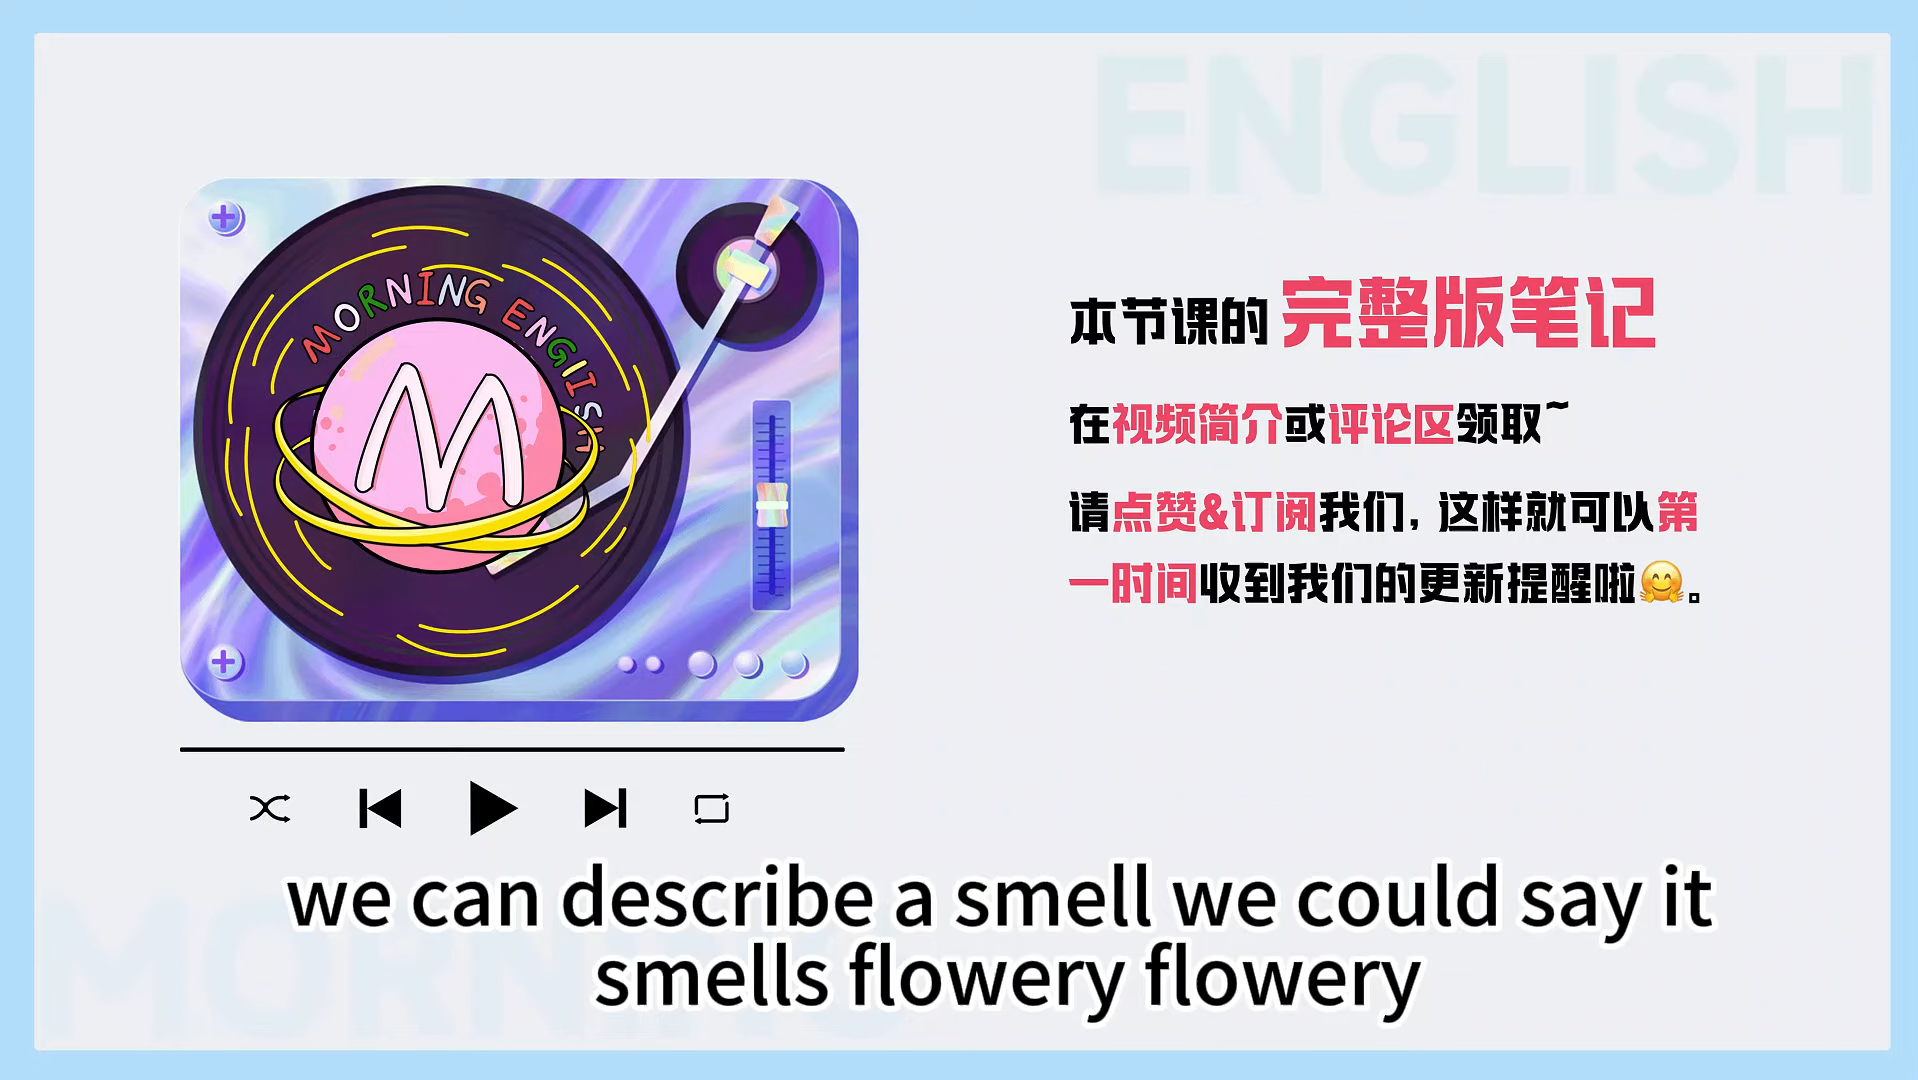 ENGLISH
MORNING ENGLISH
M
本节课的 完整版笔记
在视频简介或评论区领取~
请点赞&订阅我们，这样就可以第
一时间收到我们的更新提醒啦🤗。
MORNING
we can describe a smell we could say it
smells flowery flowery